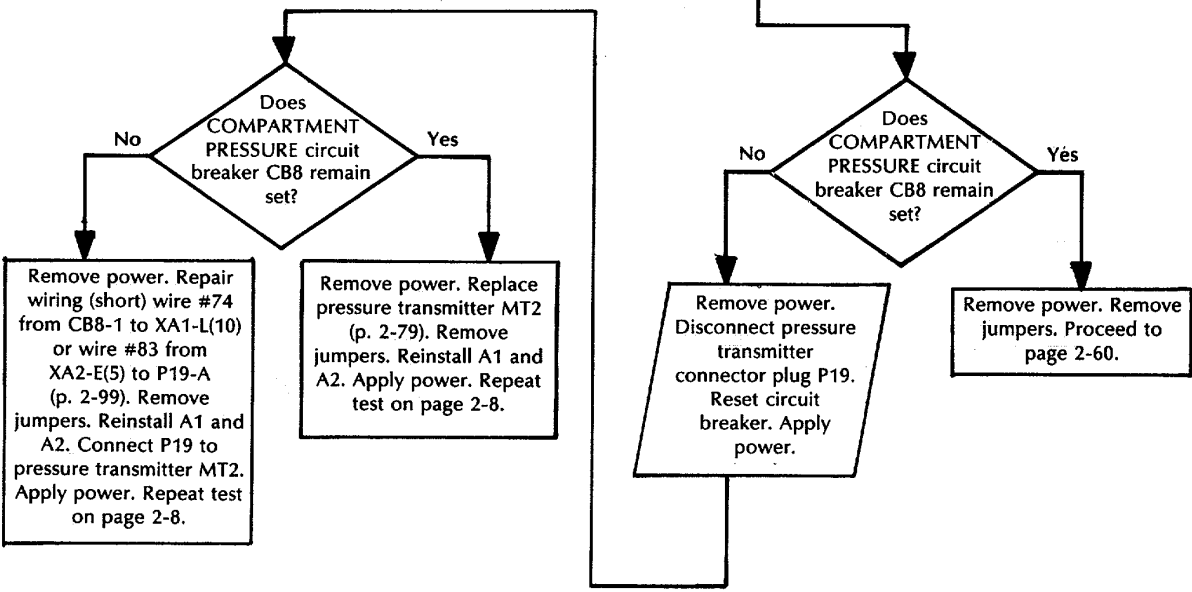 Does
COMPARTMENT
PRESSURE circuit
breaker CB8 remain
set?
No
Yes
Remove power. Repair
wiring (short) wire #74
from CB8-1 to XA1-L(10)
or wire #83 from
XA2-E(5) to P19-A
(p. 2-99). Remove
jumpers. Reinstall A1 and
A2. Connect P19 to
pressure transmitter MT2.
Apply power. Repeat test
on page 2-8.
Remove power. Replace
pressure transmitter MT2
(p. 2-79). Remove
jumpers. Reinstall A1 and
A2. Apply power. Repeat
test on page 2-8.
Does
COMPARTMENT
PRESSURE circuit
breaker CB8 remain
set?
No
Yes
Remove power.
Disconnect pressure
transmitter
connector plug P19.
Reset circuit
breaker. Apply
power.
Remove power. Remove
jumpers. Proceed to
page 2-60.